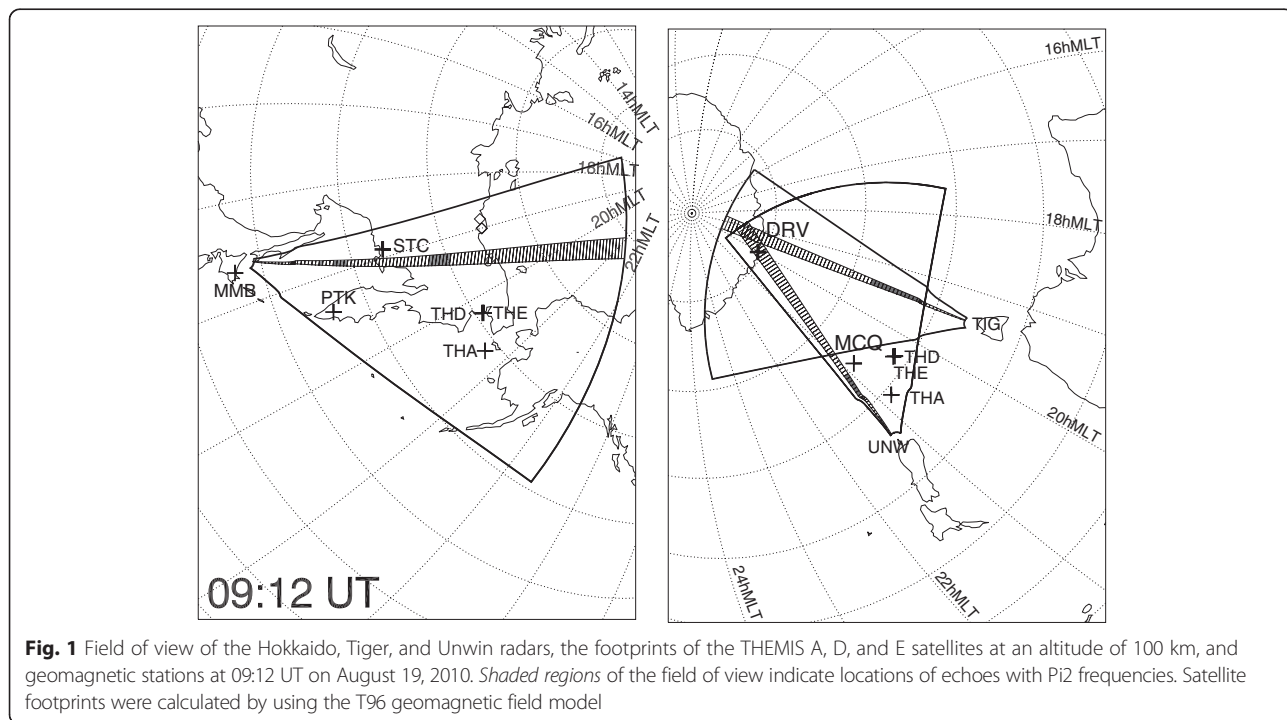 14hMLT
16hMLT
18hMLT
20hMLT
22hMLT
STC
MMB
PTK
THD THE
THA
09:12 UT
16hMLT
18hMLT
DRV
TIG
MCQ
THD
THE
THA
20hMLT
UNW
24hMLT
22hMLT
Fig. 1 Field of view of the Hokkaido, Tiger, and Unwin radars, the footprints of the THEMIS A, D, and E satellites at an altitude of 100 km, and
geomagnetic stations at 09:12 UT on August 19, 2010. Shaded regions of the field of view indicate locations of echoes with Pi2 frequencies. Satellite
footprints were calculated by using the T96 geomagnetic field model